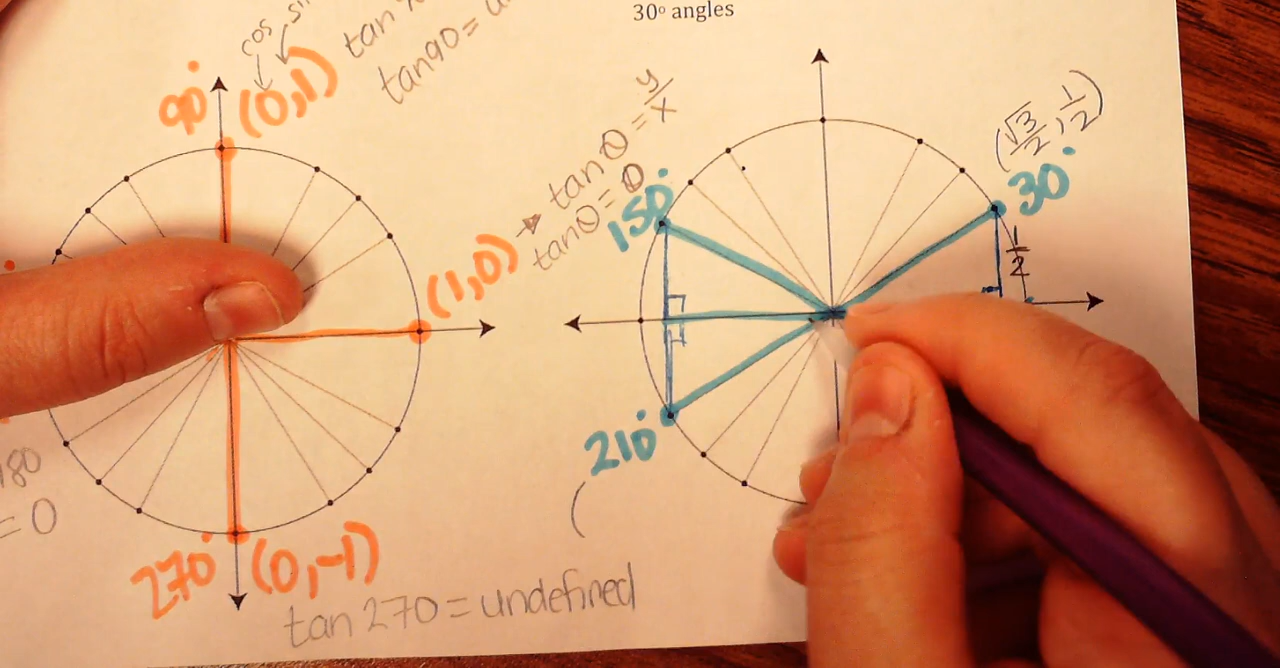 30° angles
cos sin
tan
tan90=
90° (0,1)
(1,0)
tanθ = y/x
tanθ = 0
150°
(√3/2, 1/2)
30°
1/2
210°
(
180
= 0
270° (0,-1)
tan 270 = undefined